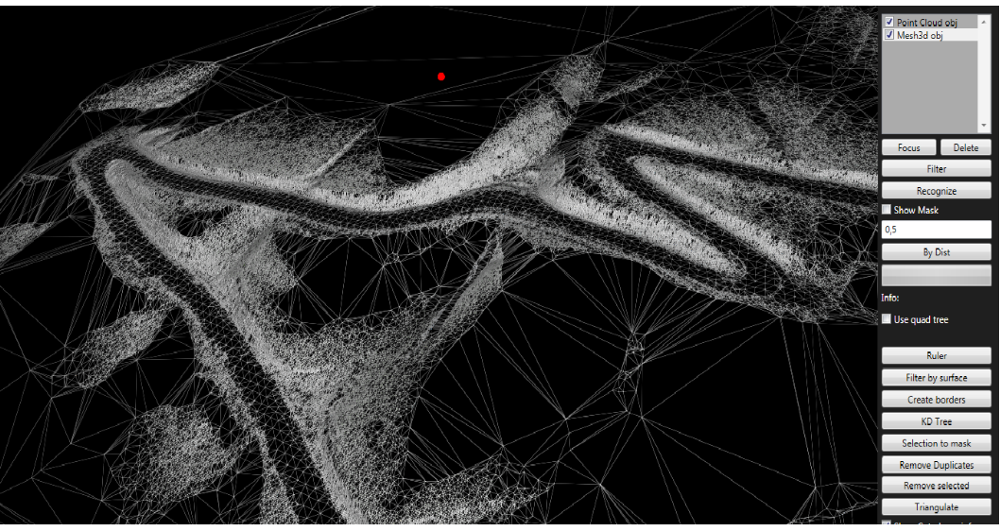 Point Cloud obj
Mesh3d obj
Focus Delete
Filter
Recognize
Show Mask
0,5
By Dist
Info:
Use quad tree
Ruler
Filter by surface
Create borders
KD Tree
Selection to mask
Remove Duplicates
Remove selected
Triangulate